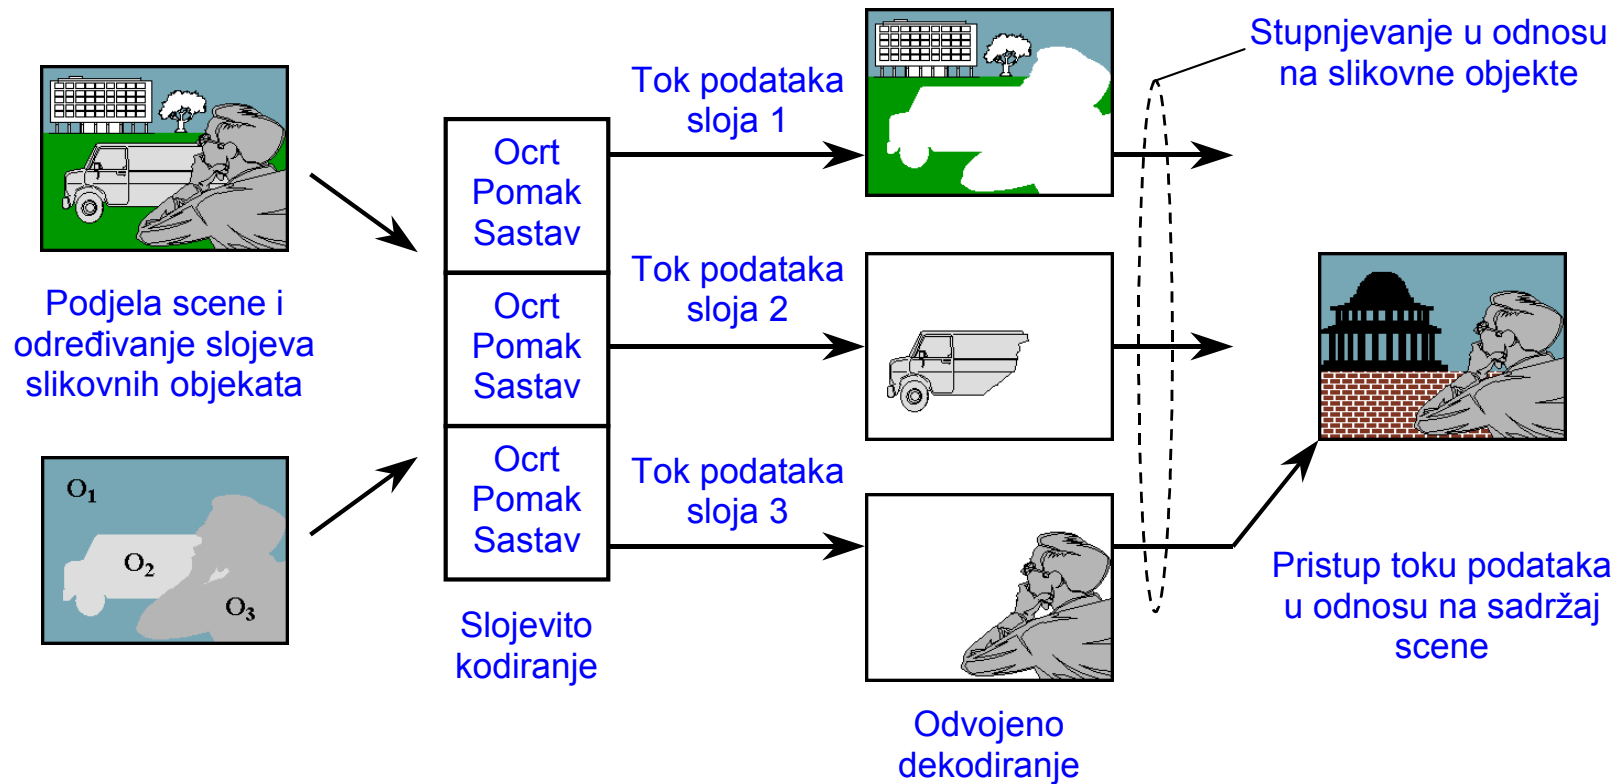 Podjela scene i
određivanje slojeva
slikovnih objekata
O1
O2
O3
Ocrt
Pomak
Sastav
Ocrt
Pomak
Sastav
Ocrt
Pomak
Sastav
Slojevito
kodiranje
Tok podataka
sloja 1
Tok podataka
sloja 2
Tok podataka
sloja 3
Odvojeno
dekodiranje
Stupnjevanje u odnosu
na slikovne objekte
Pristup toku podataka
u odnosu na sadržaj
scene